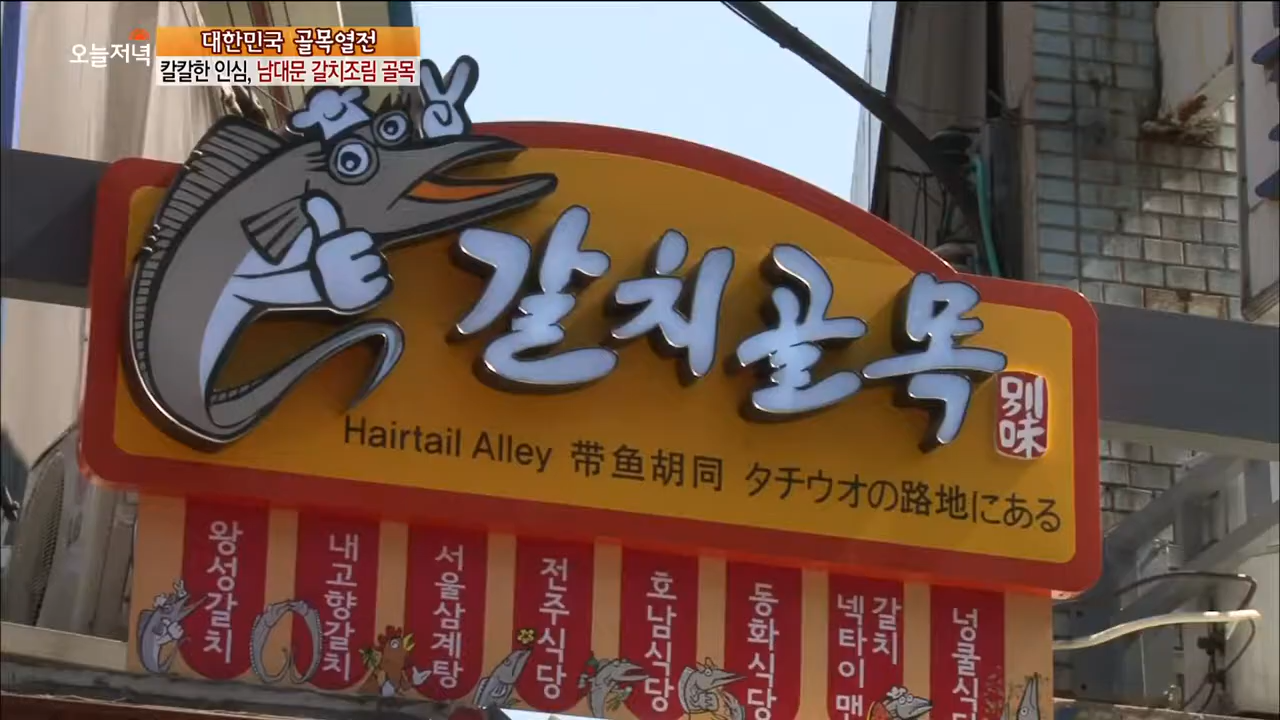 오늘저녁
대한민국 골목열전
칼칼한 인심, 남대문 갈치조림 골목
갈치골목
别味
Hairtail Alley 带鱼胡同 タチウオの路地にある
왕성갈치
내고향갈치
서울삼계탕
전주식당
호남식당
동화식당
갈치
넥타이맨
넝쿨식당